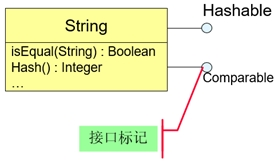 String
Hashable
isEqual(String) : Boolean
Hash() : Integer
…
Comparable
接口标记